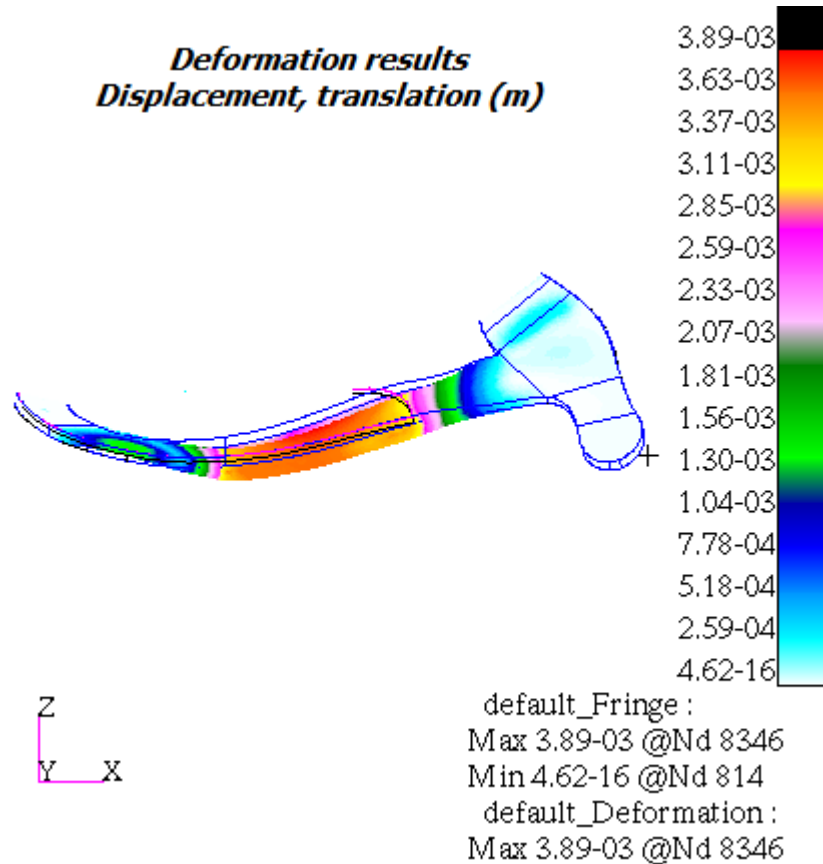 Deformation results
Displacement, translation (m)
3.89-03
3.63-03
3.37-03
3.11-03
2.85-03
2.59-03
2.33-03
2.07-03
1.81-03
1.56-03
1.30-03
1.04-03
7.78-04
5.18-04
2.59-04
4.62-16
Z
Y X
default_Fringe :
Max 3.89-03 @Nd 8346
Min 4.62-16 @Nd 814
default_Deformation :
Max 3.89-03 @Nd 8346